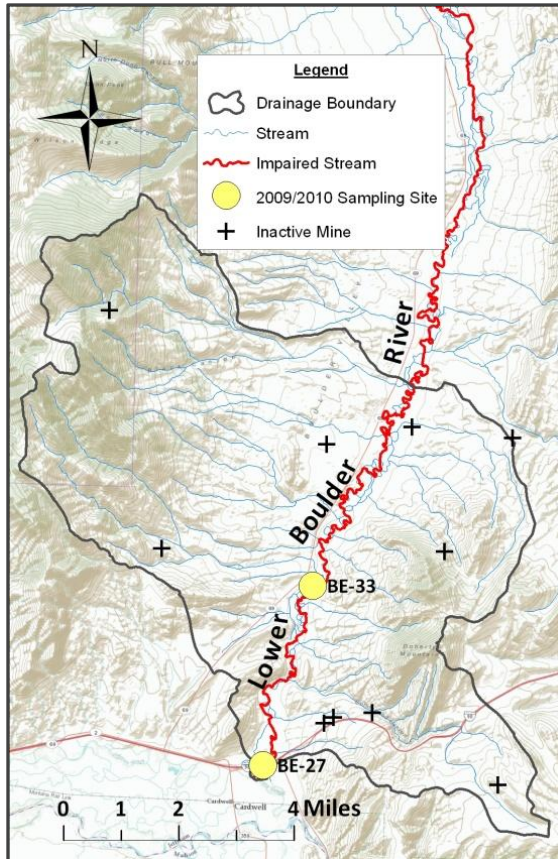 N
Legend
Drainage Boundary
Stream
Impaired Stream
2009/2010 Sampling Site
Inactive Mine
River
Boulder
Lower
BE-33
BE-27
Cardwell
Cardwell
0 1 2 4 Miles